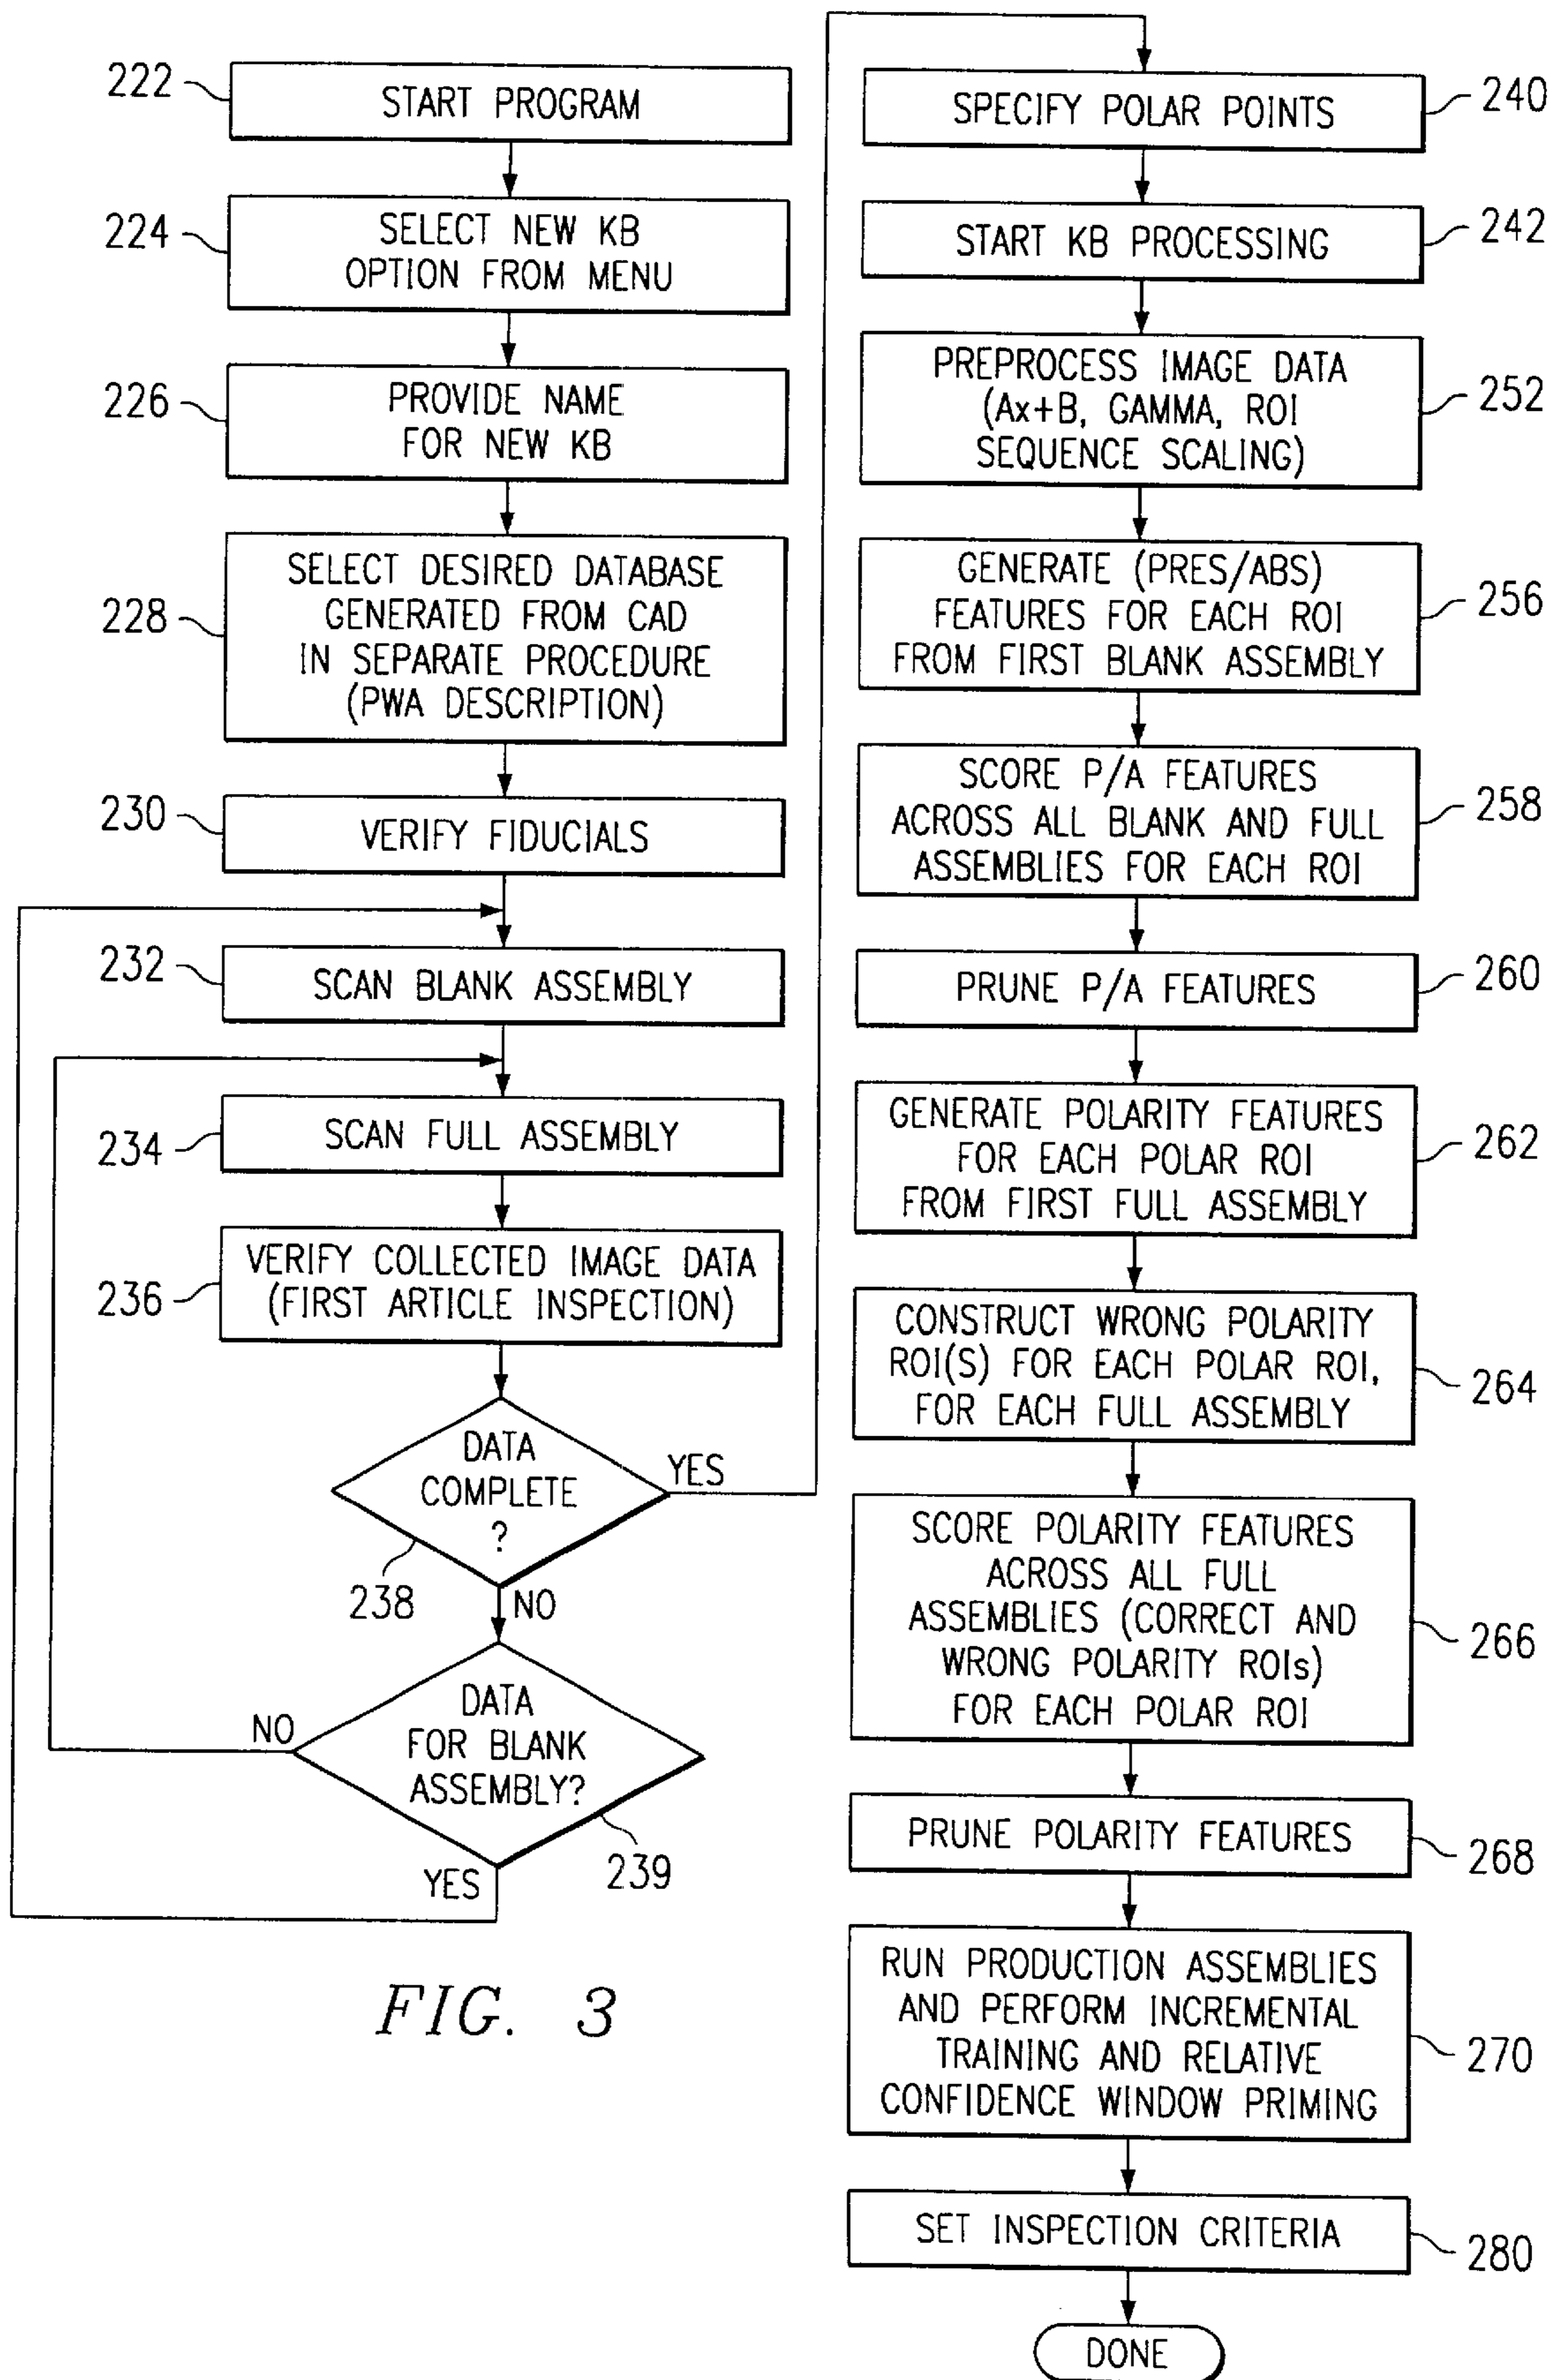 222
START PROGRAM
224
SELECT NEW KB
OPTION FROM MENU
226
PROVIDE NAME
FOR NEW KB
228
SELECT DESIRED DATABASE
GENERATED FROM CAD
IN SEPARATE PROCEDURE
(PWA DESCRIPTION)
230
VERIFY FIDUCIALS
232
SCAN BLANK ASSEMBLY
234
SCAN FULL ASSEMBLY
236
VERIFY COLLECTED IMAGE DATA
(FIRST ARTICLE INSPECTION)
DATA
COMPLETE
?
YES
238
NO
DATA
FOR BLANK
ASSEMBLY?
NO
YES
239
FIG. 3
SPECIFY POLAR POINTS
240
START KB PROCESSING
242
PREPROCESS IMAGE DATA
(Ax+B, GAMMA, ROI
SEQUENCE SCALING)
252
GENERATE (PRES/ABS)
FEATURES FOR EACH ROI
FROM FIRST BLANK ASSEMBLY
256
SCORE P/A FEATURES
ACROSS ALL BLANK AND FULL
ASSEMBLIES FOR EACH ROI
258
PRUNE P/A FEATURES
260
GENERATE POLARITY FEATURES
FOR EACH POLAR ROI
FROM FIRST FULL ASSEMBLY
262
CONSTRUCT WRONG POLARITY
ROI(S) FOR EACH POLAR ROI,
FOR EACH FULL ASSEMBLY
264
SCORE POLARITY FEATURES
ACROSS ALL FULL
ASSEMBLIES (CORRECT AND
WRONG POLARITY ROIs)
FOR EACH POLAR ROI
266
PRUNE POLARITY FEATURES
268
RUN PRODUCTION ASSEMBLIES
AND PERFORM INCREMENTAL
TRAINING AND RELATIVE
CONFIDENCE WINDOW PRIMING
270
SET INSPECTION CRITERIA
280
DONE